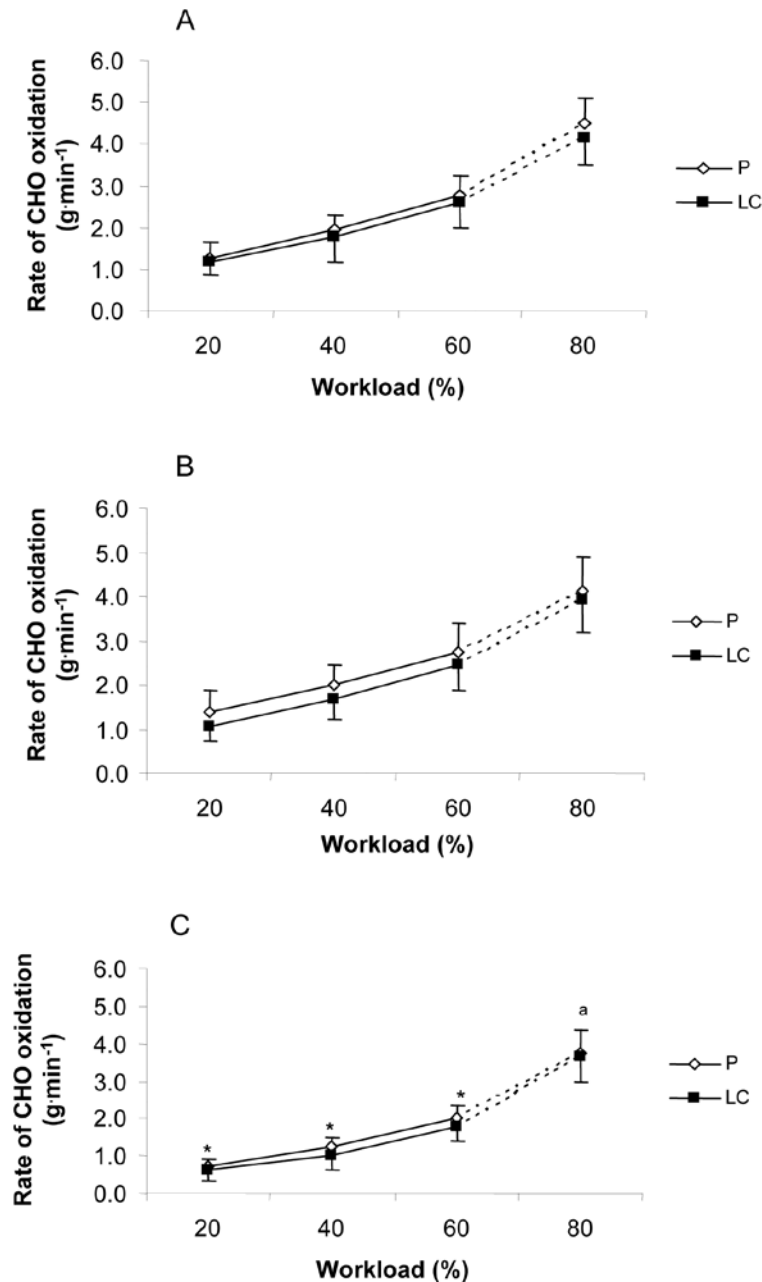 A
Rate of CHO oxidation
(g·min⁻¹)
6.0
5.0
4.0
3.0
2.0
1.0
0.0
20 40 60 80
Workload (%)
P
LC
B
Rate of CHO oxidation
(g·min⁻¹)
6.0
5.0
4.0
3.0
2.0
1.0
0.0
20 40 60 80
Workload (%)
P
LC
C
Rate of CHO oxidation
(g·min⁻¹)
6.0
5.0
4.0
3.0
2.0
1.0
0.0
* * * a
20 40 60 80
Workload (%)
P
LC